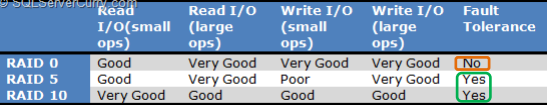 © SQLServerCurry.com
Read I/O(small ops) Read I/O (large ops) Write I/O (small ops) Write I/O (large ops) Fault Tolerance
RAID 0 Good Very Good Very Good Very Good No
RAID 5 Good Very Good Poor Very Good Yes
RAID 10 Very Good Good Good Good Yes